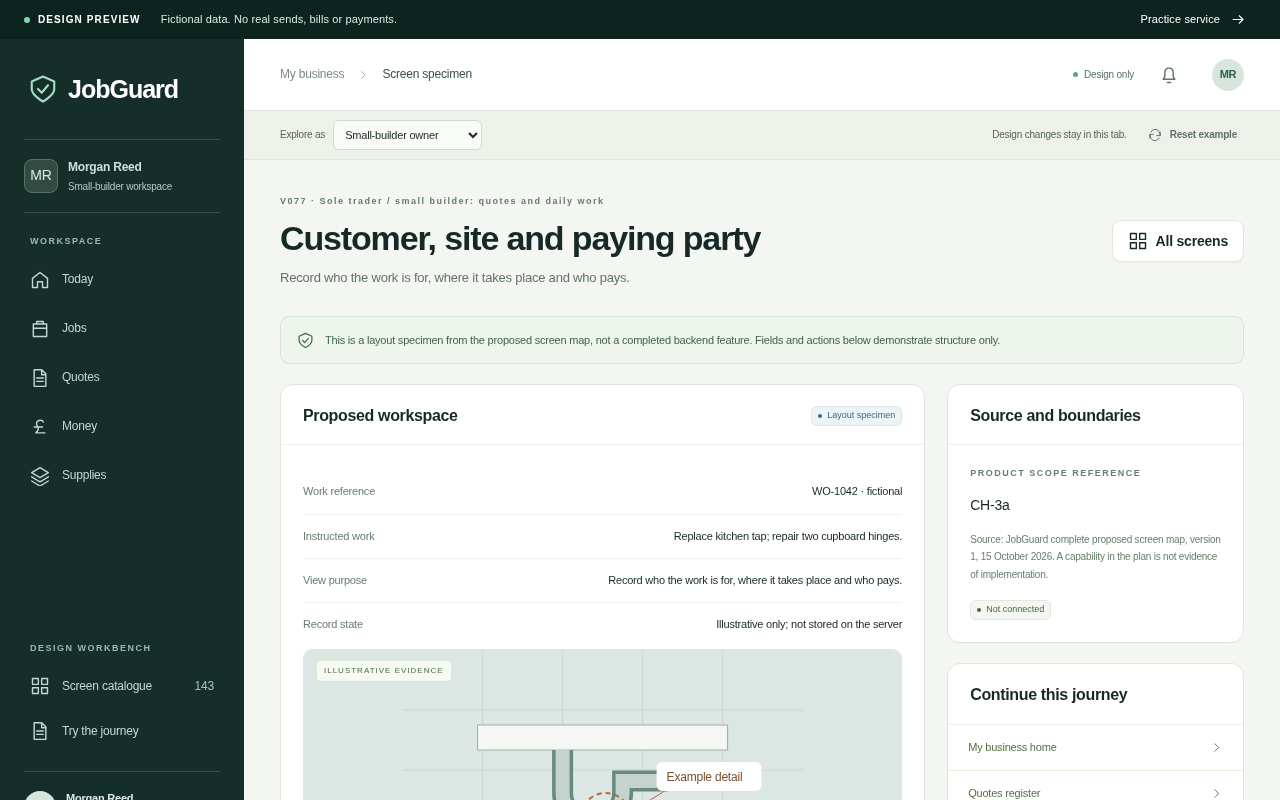 DESIGN PREVIEW
Fictional data. No real sends, bills or payments.
Practice service
JobGuard
My business
Screen specimen
Design only
MR
Explore as
Small-builder owner
Design changes stay in this tab.
Reset example
MR
Morgan Reed
Small-builder workspace
WORKSPACE
Today
Jobs
Quotes
Money
Supplies
DESIGN WORKBENCH
Screen catalogue
143
Try the journey
Morgan Reed
V077 · Sole trader / small builder: quotes and daily work
Customer, site and paying party
Record who the work is for, where it takes place and who pays.
All screens
This is a layout specimen from the proposed screen map, not a completed backend feature. Fields and actions below demonstrate structure only.
Proposed workspace
Layout specimen
Work reference
WO-1042 · fictional
Instructed work
Replace kitchen tap; repair two cupboard hinges.
View purpose
Record who the work is for, where it takes place and who pays.
Record state
Illustrative only; not stored on the server
ILLUSTRATIVE EVIDENCE
Example detail
Source and boundaries
PRODUCT SCOPE REFERENCE
CH-3a
Source: JobGuard complete proposed screen map, version
1, 15 October 2026. A capability in the plan is not evidence
of implementation.
Not connected
Continue this journey
My business home
Quotes register